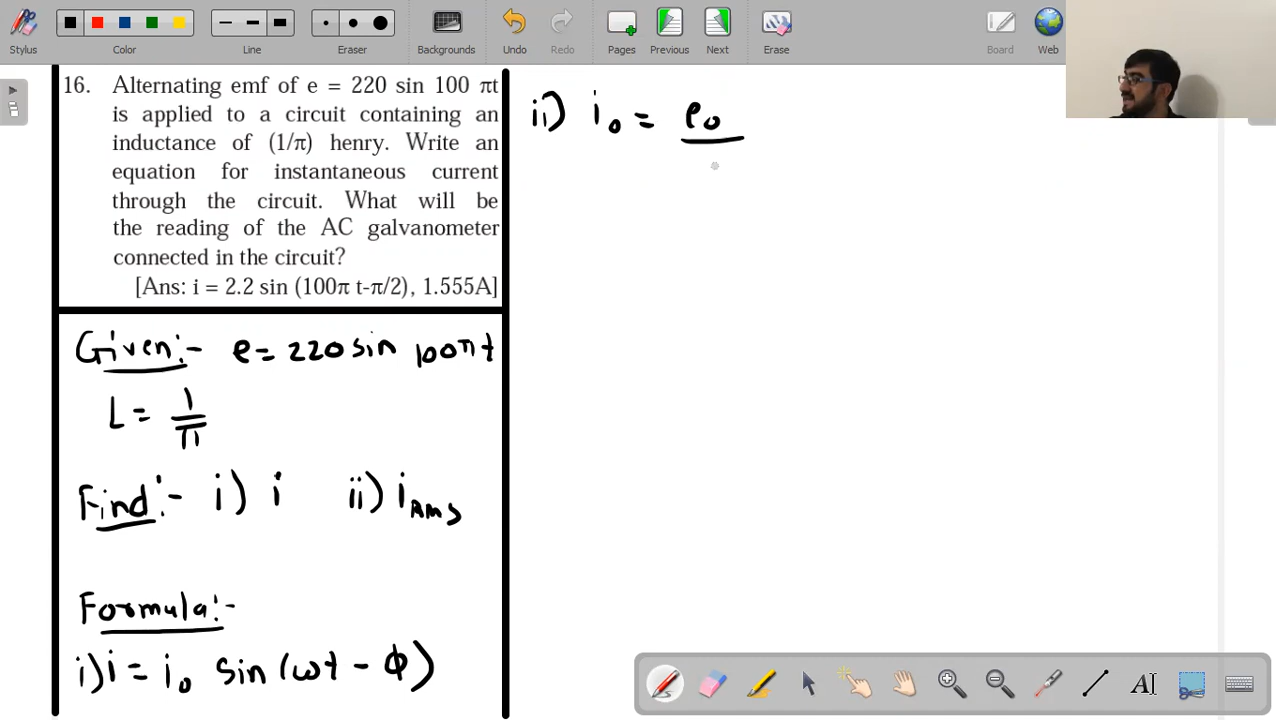 Stylus
Color
Line
Eraser
Backgrounds
Undo
Redo
Pages
Previous
Next
Erase
Board
Web
16. Alternating emf of e = 220 sin 100 πt
is applied to a circuit containing an
inductance of (1/π) henry. Write an
equation for instantaneous current
through the circuit. What will be
the reading of the AC galvanometer
connected in the circuit?
[Ans: i = 2.2 sin (100π t-π/2), 1.555A]
Given:- e = 220 sin 100π t
L = 1/π
Find:- i) i ii) i rms
Formula:-
i) i = i₀ sin (ωt - ϕ)
ii) i₀ = e₀